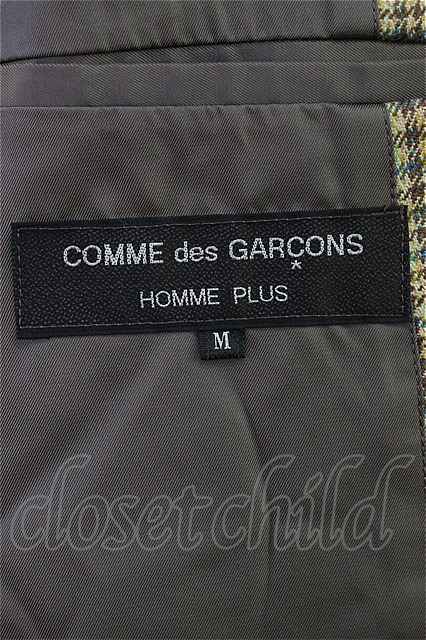 COMME des GARÇONS
HOMME PLUS
M
closet child